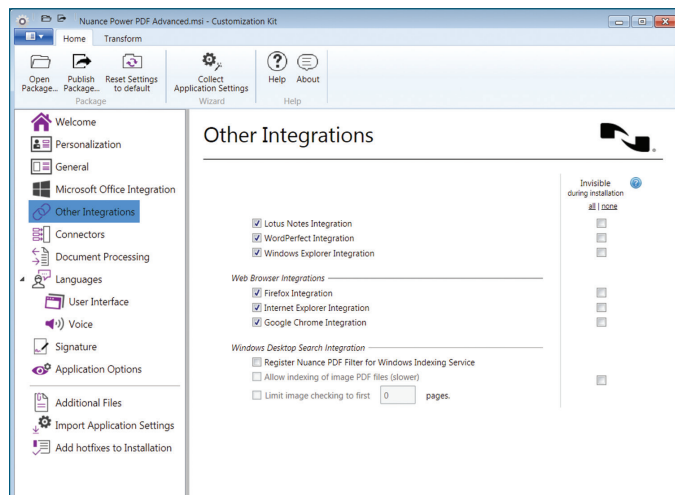 Nuance Power PDF Advanced.msi - Customization Kit
Home Transform
Open Package...
Publish Package...
Reset Settings to default
Collect Application Settings
Help
About
Package
Wizard
Help
Welcome
Personalization
General
Microsoft Office Integration
Other Integrations
Connectors
Document Processing
Languages
User Interface
Voice
Signature
Application Options
Additional Files
Import Application Settings
Add hotfixes to Installation
Other Integrations
Invisible
during installation
all | none
Lotus Notes Integration
WordPerfect Integration
Windows Explorer Integration
Web Browser Integrations
Firefox Integration
Internet Explorer Integration
Google Chrome Integration
Windows Desktop Search Integration
Register Nuance PDF Filter for Windows Indexing Service
Allow indexing of image PDF files (slower)
Limit image checking to first 0 pages.